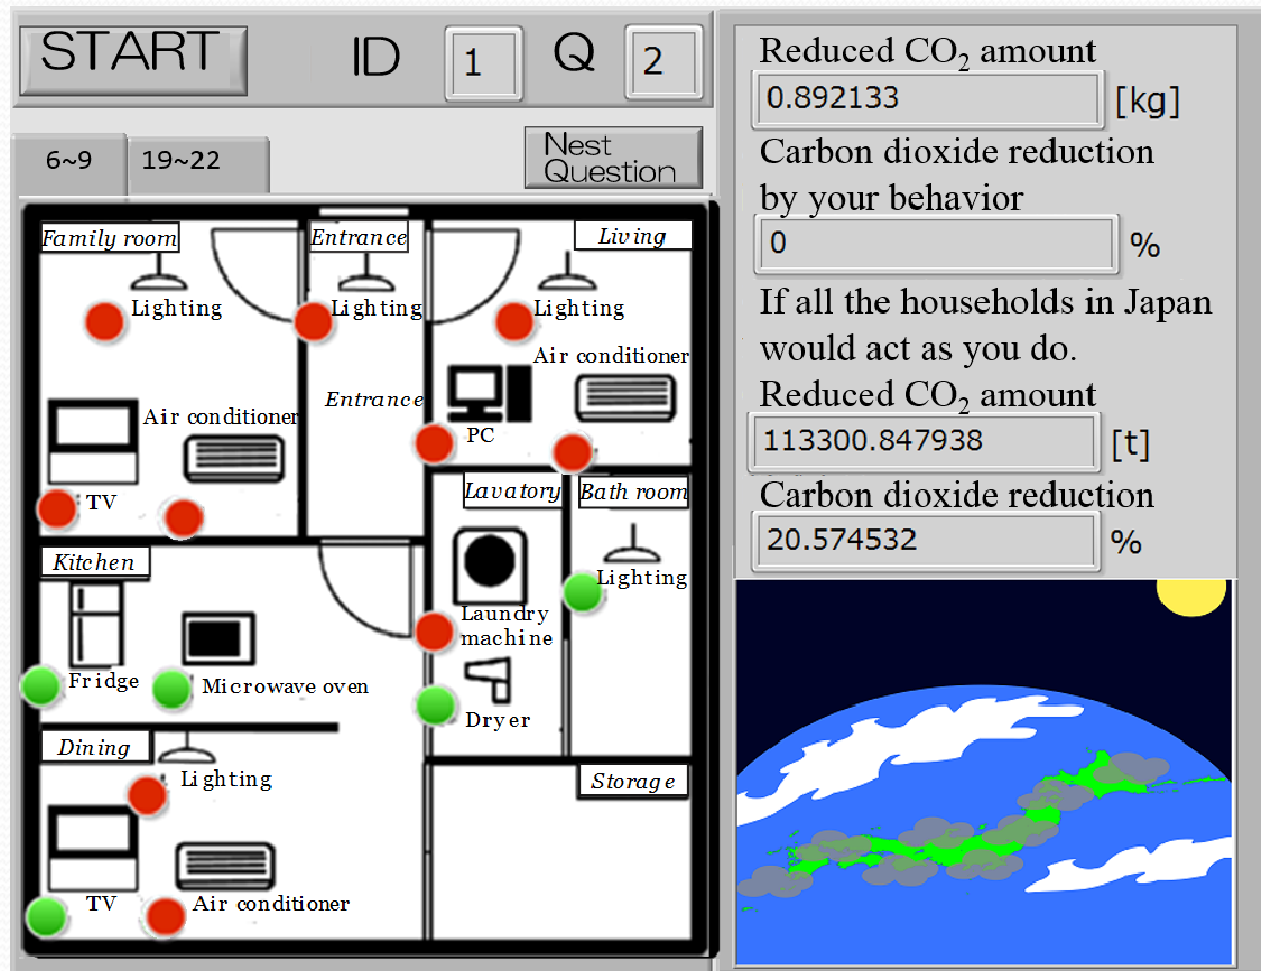 START
ID
1
Q
2
6~9
19~22
Nest
Question
Family room
Entrance
Living
Lighting
Lighting
Lighting
Air conditioner
Entrance
Air conditioner
PC
TV
Lavatory
Bath room
Kitchen
Lighting
Laundry
machine
Fridge
Microwave oven
Dryer
Dining
Lighting
Storage
TV
Air conditioner
Reduced CO₂ amount
0.892133 [kg]
Carbon dioxide reduction
by your behavior
0 %
If all the households in Japan
would act as you do.
Reduced CO₂ amount
113300.847938 [t]
Carbon dioxide reduction
20.574532 %